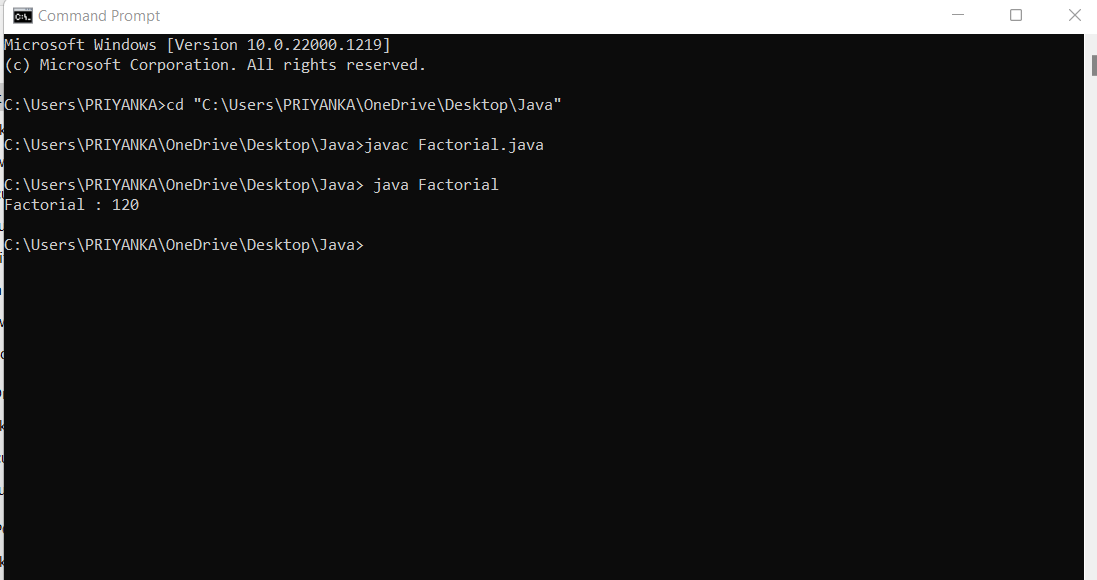 Command Prompt
Microsoft Windows [Version 10.0.22000.1219]
(c) Microsoft Corporation. All rights reserved.
C:\Users\PRIYANKA>cd "C:\Users\PRIYANKA\OneDrive\Desktop\Java"
C:\Users\PRIYANKA\OneDrive\Desktop\Java>javac Factorial.java
C:\Users\PRIYANKA\OneDrive\Desktop\Java> java Factorial
Factorial : 120
C:\Users\PRIYANKA\OneDrive\Desktop\Java>